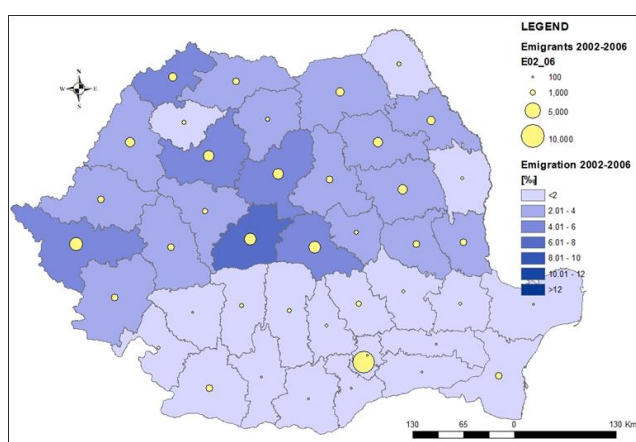 LEGEND
Emigrants 2002-2006
E02_06
100
1,000
5,000
10,000
Emigration 2002-2006
[‰]
<2
2.01 - 4
4.01 - 6
6.01 - 8
8.01 - 10
10.01 - 12
>12
N
W E
S
130 65 0 130 Km